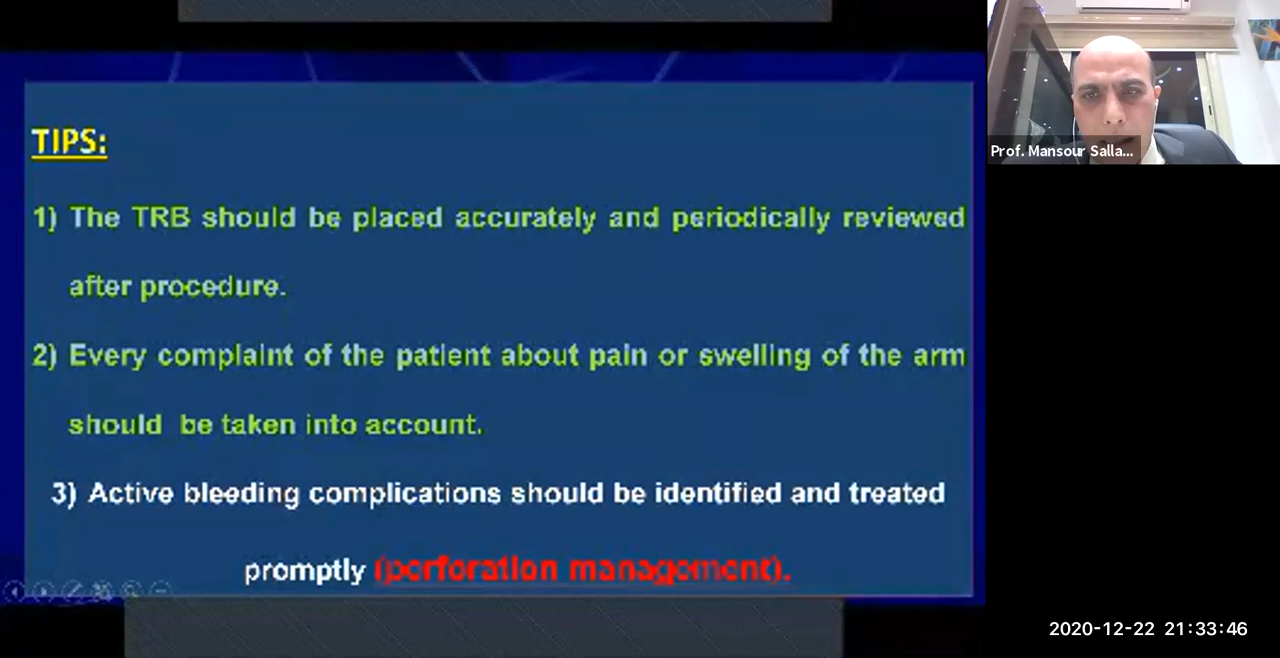 TIPS:
1) The TRB should be placed accurately and periodically reviewed
after procedure.
2) Every complaint of the patient about pain or swelling of the arm
should be taken into account.
3) Active bleeding complications should be identified and treated
promptly (perforation management).
Prof. Mansour Salla...
2020-12-22 21:33:46